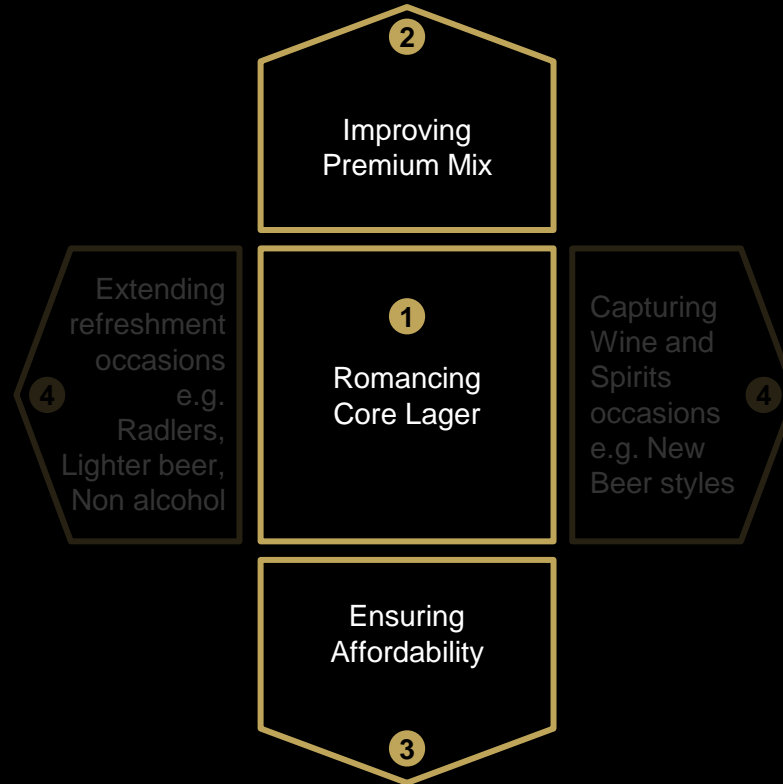 2
Improving
Premium Mix
Extending
refreshment
occasions
e.g.
Radlers,
Lighter beer,
Non alcohol
4
1
Romancing
Core Lager
Capturing
Wine and
Spirits
occasions
e.g. New
Beer styles
4
Ensuring
Affordability
3